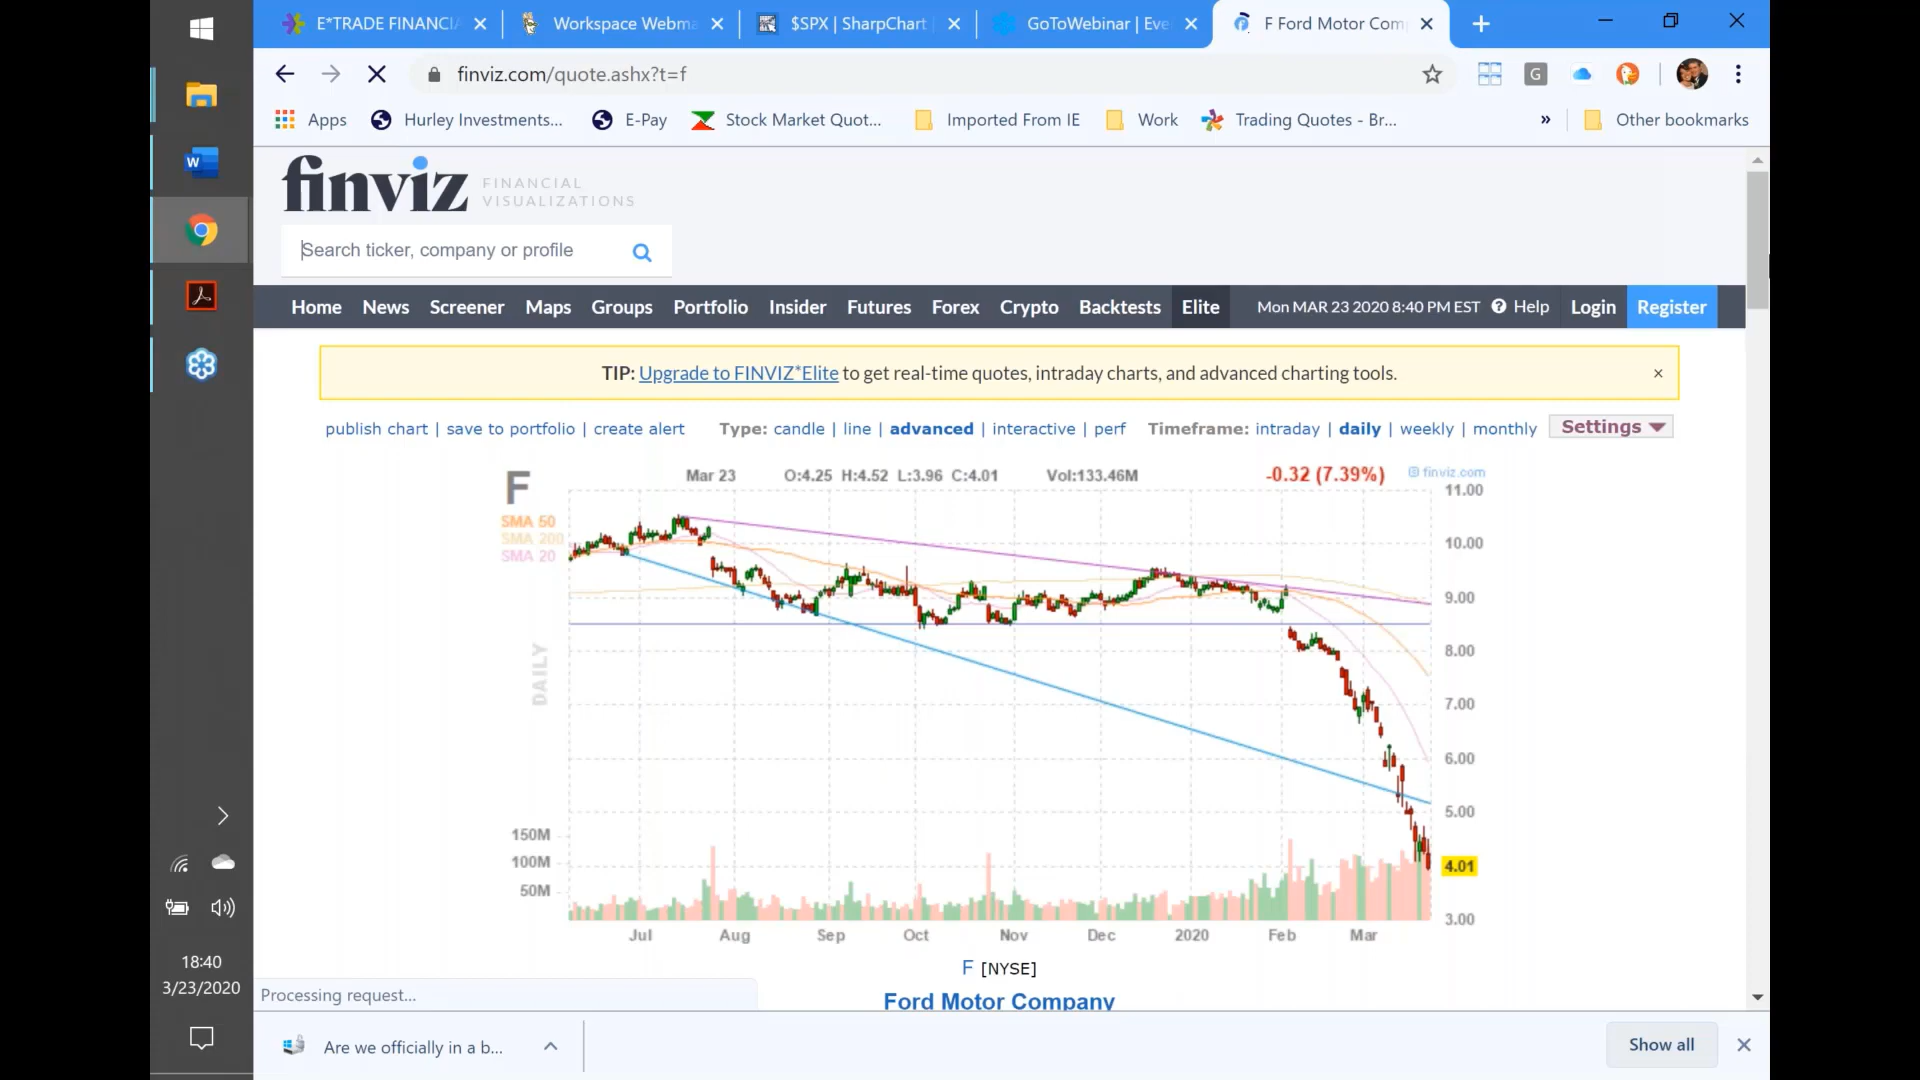 E*TRADE FINANCI
Workspace Webma
$SPX | SharpChart
GoToWebinar | Eve
F Ford Motor Com
finviz.com/quote.ashx?t=f
G
Apps
Hurley Investments...
E-Pay
Stock Market Quot...
Imported From IE
Work
Trading Quotes - Br...
»
Other bookmarks
finviz
FINANCIAL
VISUALIZATIONS
Search ticker, company or profile
Home News Screener Maps Groups Portfolio Insider Futures Forex Crypto Backtests Elite Mon MAR 23 2020 8:40 PM EST Help Login Register
TIP: Upgrade to FINVIZ*Elite to get real-time quotes, intraday charts, and advanced charting tools. ×
publish chart | save to portfolio | create alert Type: candle | line | advanced | interactive | perf Timeframe: intraday | daily | weekly | monthly Settings
F Mar 23 O:4.25 H:4.52 L:3.96 C:4.01 Vol:133.46M -0.32 (7.39%) finviz.com
SMA 50
SMA 200
SMA 20
DAILY
11.00
10.00
9.00
8.00
7.00
6.00
5.00
4.01
3.00
150M
100M
50M
Jul Aug Sep Oct Nov Dec 2020 Feb Mar
F [NYSE]
Ford Motor Company
Processing request...
Are we officially in a b...
Show all
W
18:40
3/23/2020